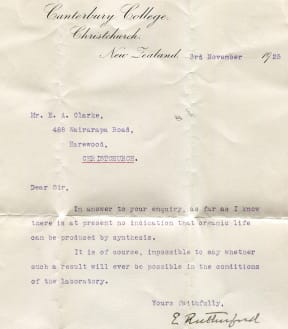 Canterbury College,
Christchurch.
New Zealand. 3rd November 1925
Mr. E. A. Clarke,
488 Wairarapa Road,
Harewood,
CHRISTCHURCH.
Dear Sir,
In answer to your enquiry, as far as I know
there is at present no indication that organic life
can be produced by synthesis.
It is of course, impossible to say whether
such a result will ever be possible in the conditions
of the laboratory.
Yours faithfully,
E Rutherford